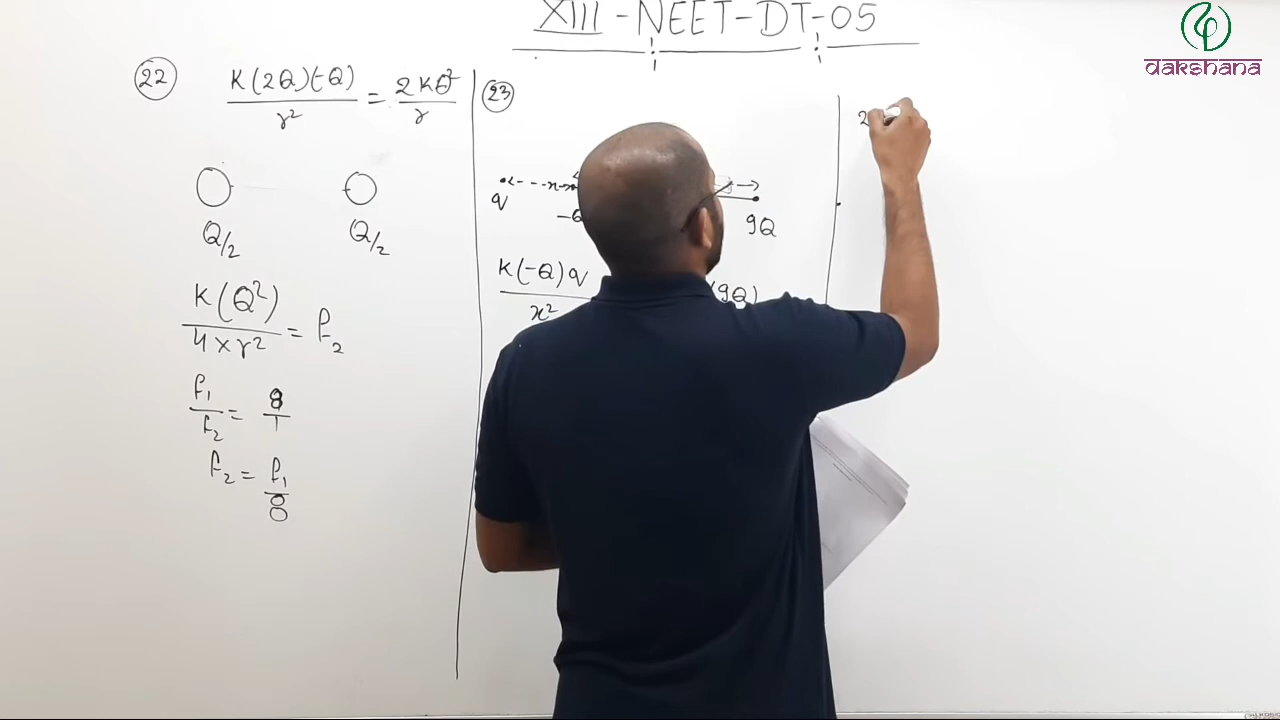 XIII - NEET - DT - 05
dakshana
22
K(2Q)(-Q) / r² = 2KQ² / r
Q/2
Q/2
K(Q²) / 4 × r² = F₂
F₁ / F₂ = 8 / 1
F₂ = F₁ / 8
23
x
q
-Q
9Q
K(-Q)q / x²
(9Q)
2